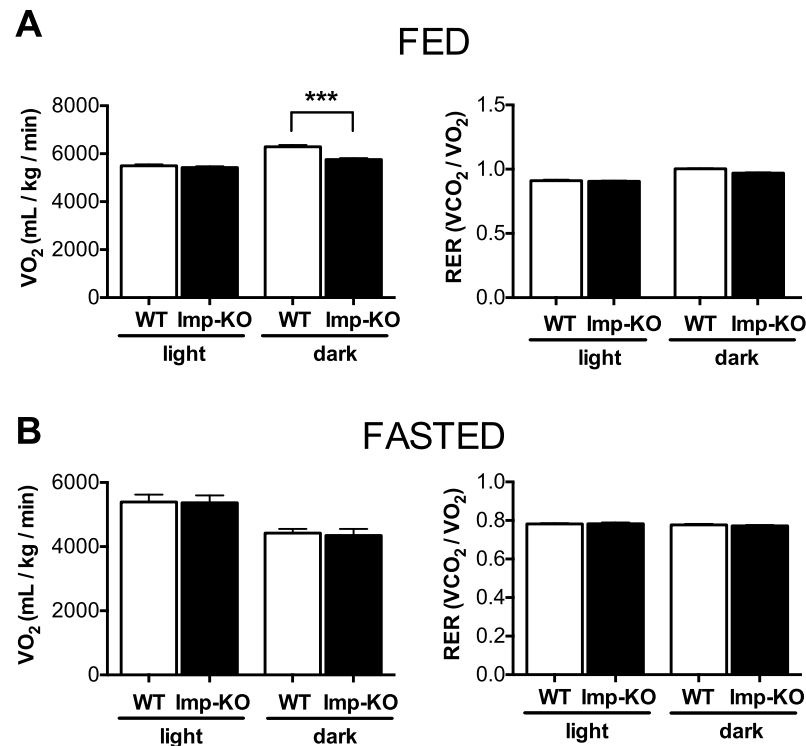 A
FED
VO2 (mL / kg / min)
8000
6000
4000
2000
0
***
WT Imp-KO WT Imp-KO
light dark
RER (VCO2 / VO2)
1.5
1.0
0.5
0.0
WT Imp-KO WT Imp-KO
light dark
B
FASTED
VO2 (mL / kg / min)
6000
4000
2000
0
WT Imp-KO WT Imp-KO
light dark
RER (VCO2 / VO2)
1.0
0.8
0.6
0.4
0.2
0.0
WT Imp-KO WT Imp-KO
light dark